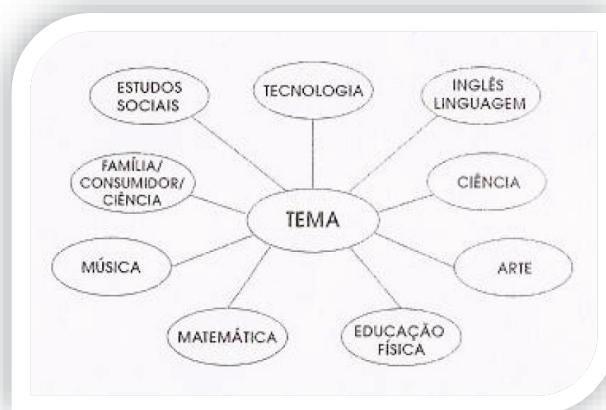 ESTUDOS
SOCIAIS
TECNOLOGIA
INGLÊS
LINGUAGEM
FAMÍLIA/
CONSUMIDOR/
CIÊNCIA
CIÊNCIA
TEMA
MÚSICA
ARTE
MATEMÁTICA
EDUCAÇÃO
FÍSICA